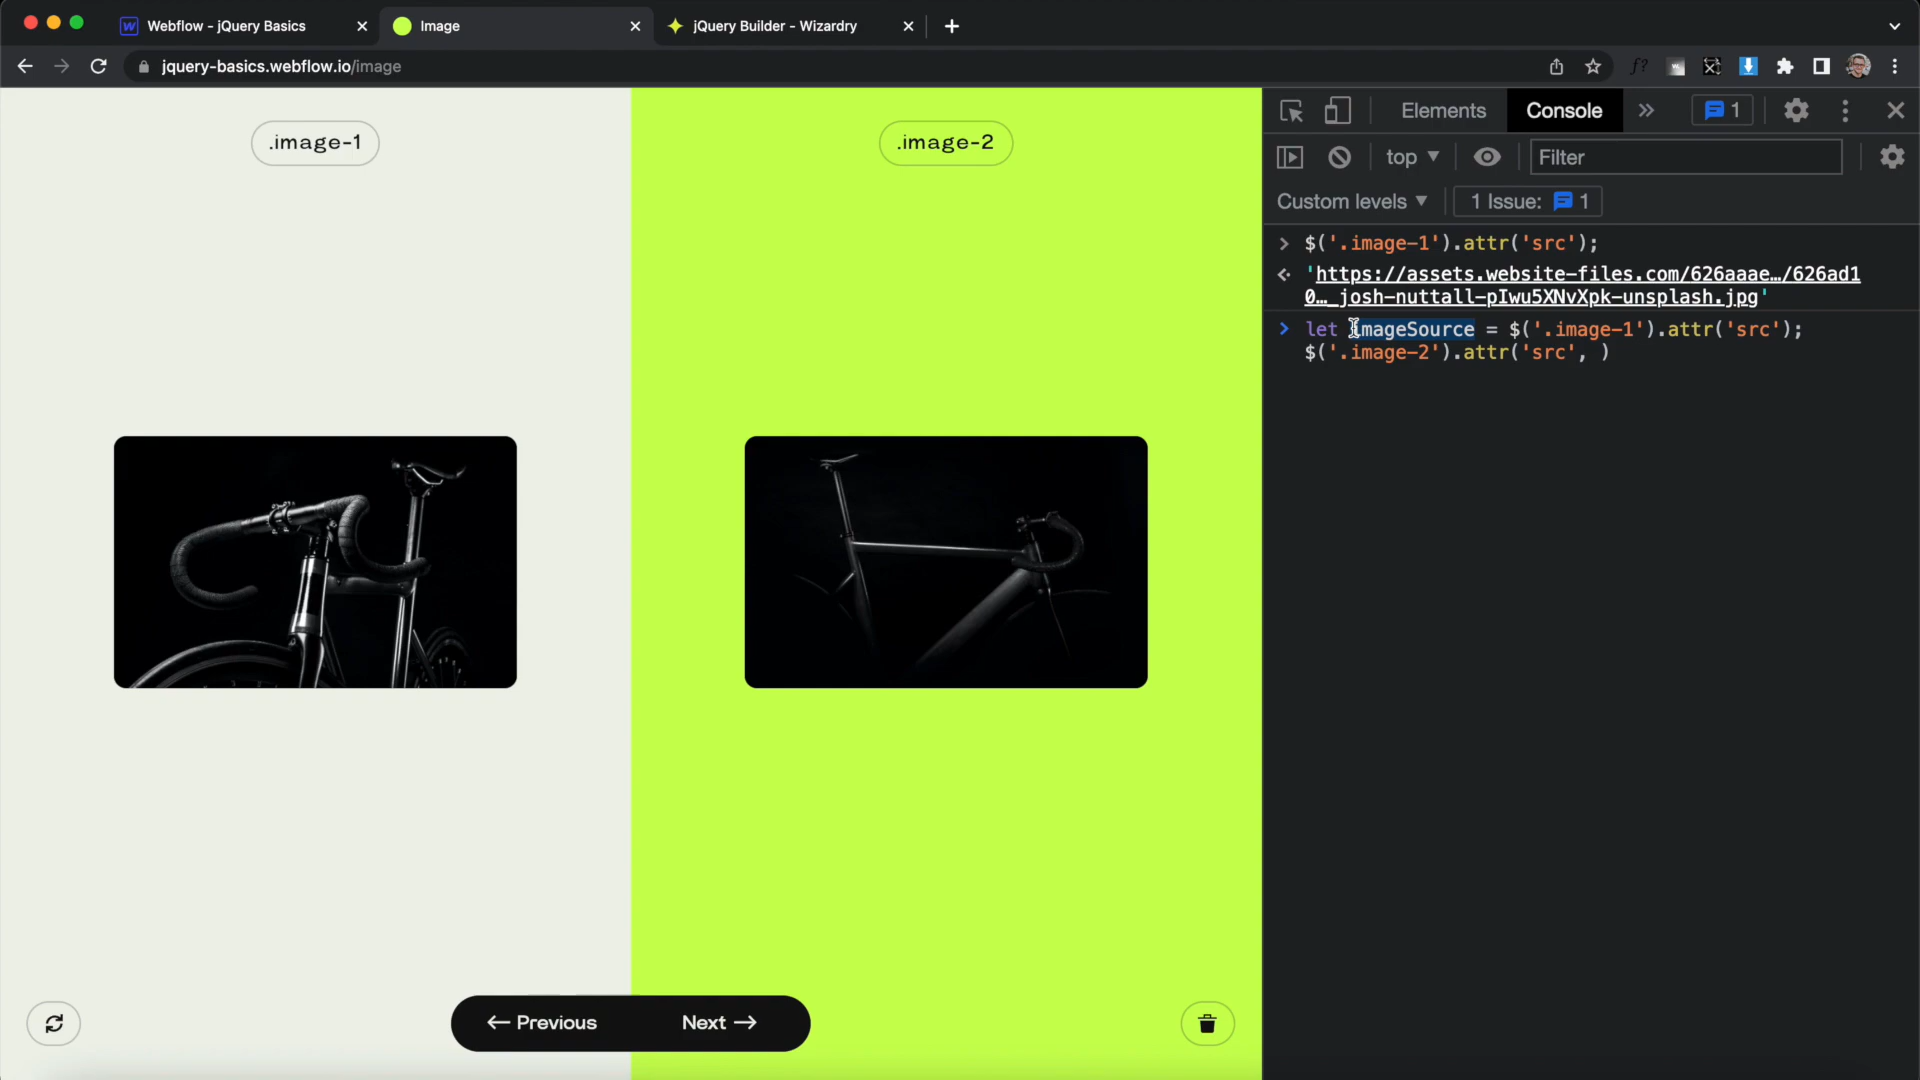 Webflow - jQuery Basics
Image
jQuery Builder - Wizardry
jquery-basics.webflow.io/image
.image-1
.image-2
Elements
Console
1
top
Filter
Custom levels
1 Issue: 1
$('.image-1').attr('src');
'https://assets.website-files.com/626aaae…/626ad1
0…_josh-nuttall-pIwu5XNvXpk-unsplash.jpg'
let imageSource = $('.image-1').attr('src');
$('.image-2').attr('src', )
← Previous
Next →